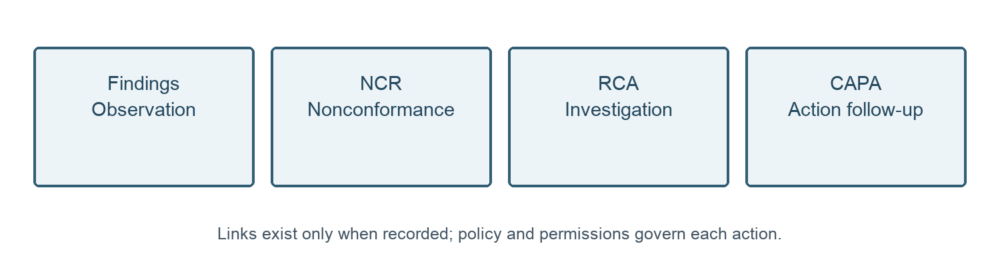 Findings
Observation
NCR
Nonconformance
RCA
Investigation
CAPA
Action follow-up
Links exist only when recorded; policy and permissions govern each action.